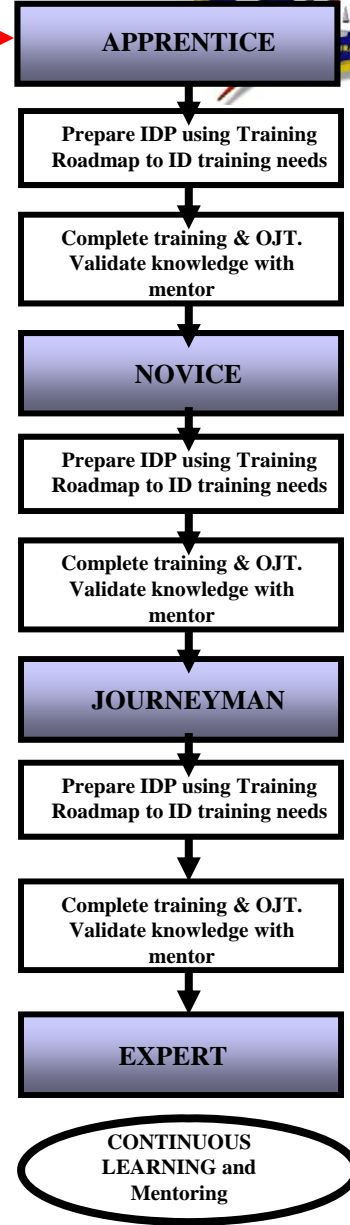 APPRENTICE
Prepare IDP using Training
Roadmap to ID training needs
Complete training & OJT.
Validate knowledge with
mentor
NOVICE
Prepare IDP using Training
Roadmap to ID training needs
Complete training & OJT.
Validate knowledge with
mentor
JOURNEYMAN
Prepare IDP using Training
Roadmap to ID training needs
Complete training & OJT.
Validate knowledge with
mentor
EXPERT
CONTINUOUS
LEARNING and
Mentoring